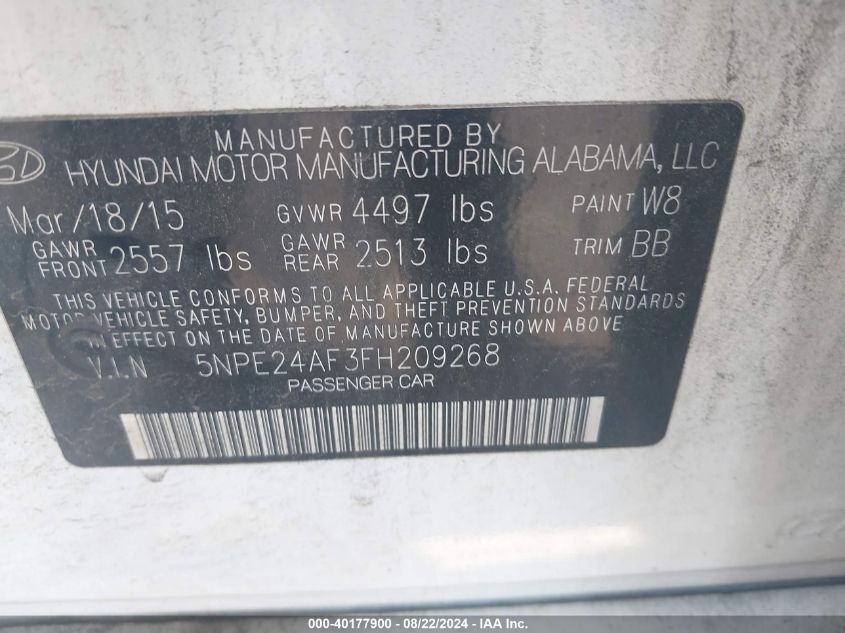 MANUFACTURED BY
HYUNDAI MOTOR MANUFACTURING ALABAMA, LLC
Mar/18/15 GVWR 4497 lbs PAINT W8
GAWR FRONT 2557 lbs GAWR REAR 2513 lbs TRIM BB
THIS VEHICLE CONFORMS TO ALL APPLICABLE U.S.A. FEDERAL
MOTOR VEHICLE SAFETY, BUMPER, AND THEFT PREVENTION STANDARDS
IN EFFECT ON THE DATE OF MANUFACTURE SHOWN ABOVE
V.I.N 5NPE24AF3FH209268
PASSENGER CAR
000-40177900 - 08/22/2024 - IAA Inc.